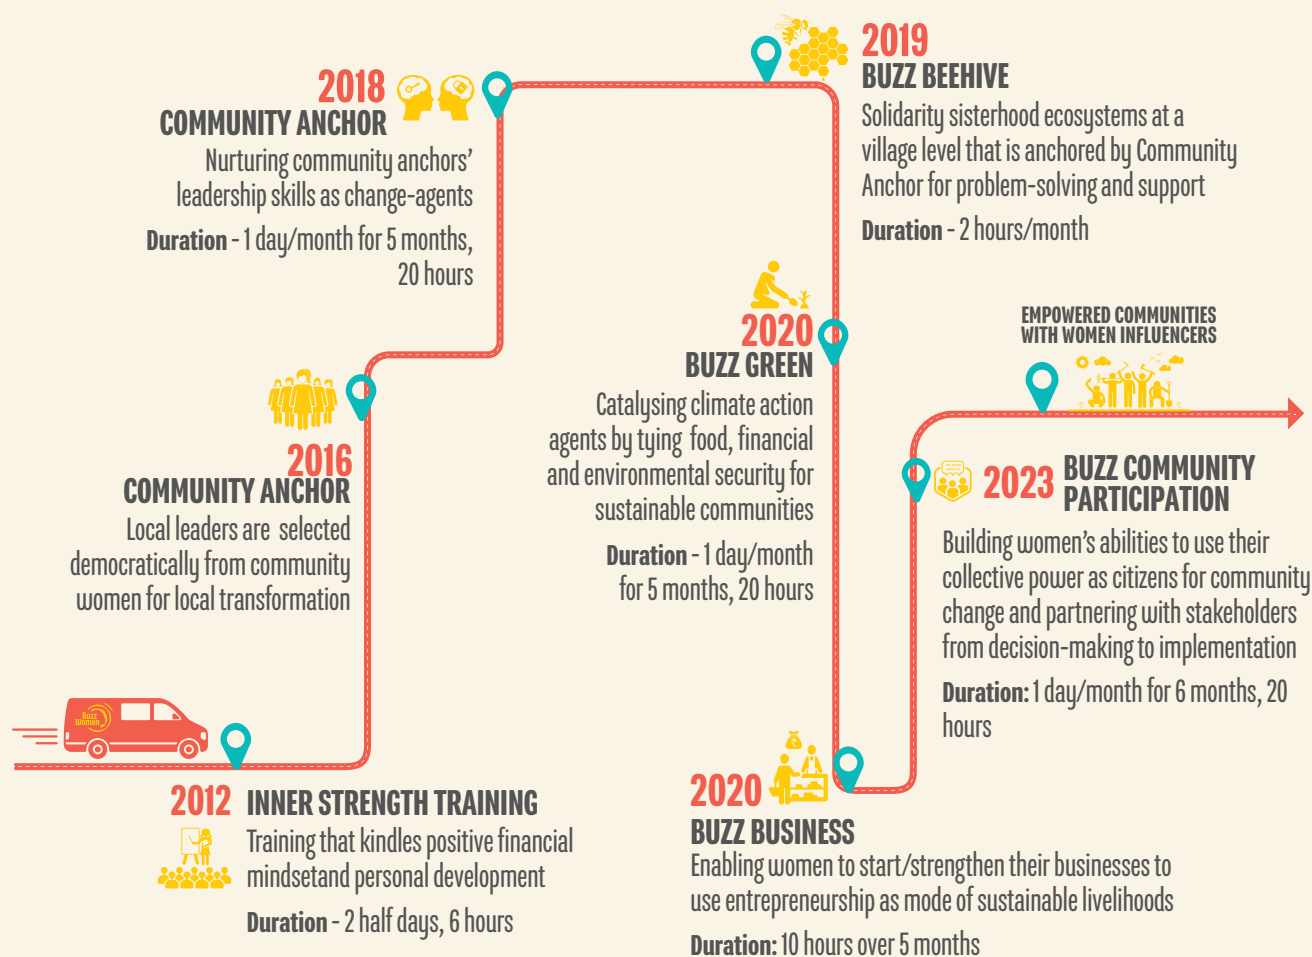 2019
BUZZ BEEHIVE
Solidarity sisterhood ecosystems at a
village level that is anchored by Community
Anchor for problem-solving and support
Duration - 2 hours/month
2018
COMMUNITY ANCHOR
Nurturing community anchors'
leadership skills as change-agents
Duration - 1 day/month for 5 months,
20 hours
2020
BUZZ GREEN
Catalysing climate action
agents by tying food, financial
and environmental security for
sustainable communities
Duration - 1 day/month
for 5 months, 20 hours
EMPOWERED COMMUNITIES
WITH WOMEN INFLUENCERS
2016
COMMUNITY ANCHOR
Local leaders are selected
democratically from community
women for local transformation
2023 BUZZ COMMUNITY
PARTICIPATION
Building women's abilities to use their
collective power as citizens for community
change and partnering with stakeholders
from decision-making to implementation
Duration: 1 day/month for 6 months, 20
hours
Buzz
Women
2012 INNER STRENGTH TRAINING
Training that kindles positive financial
mindsetand personal development
Duration - 2 half days, 6 hours
2020
BUZZ BUSINESS
Enabling women to start/strengthen their businesses to
use entrepreneurship as mode of sustainable livelihoods
Duration: 10 hours over 5 months